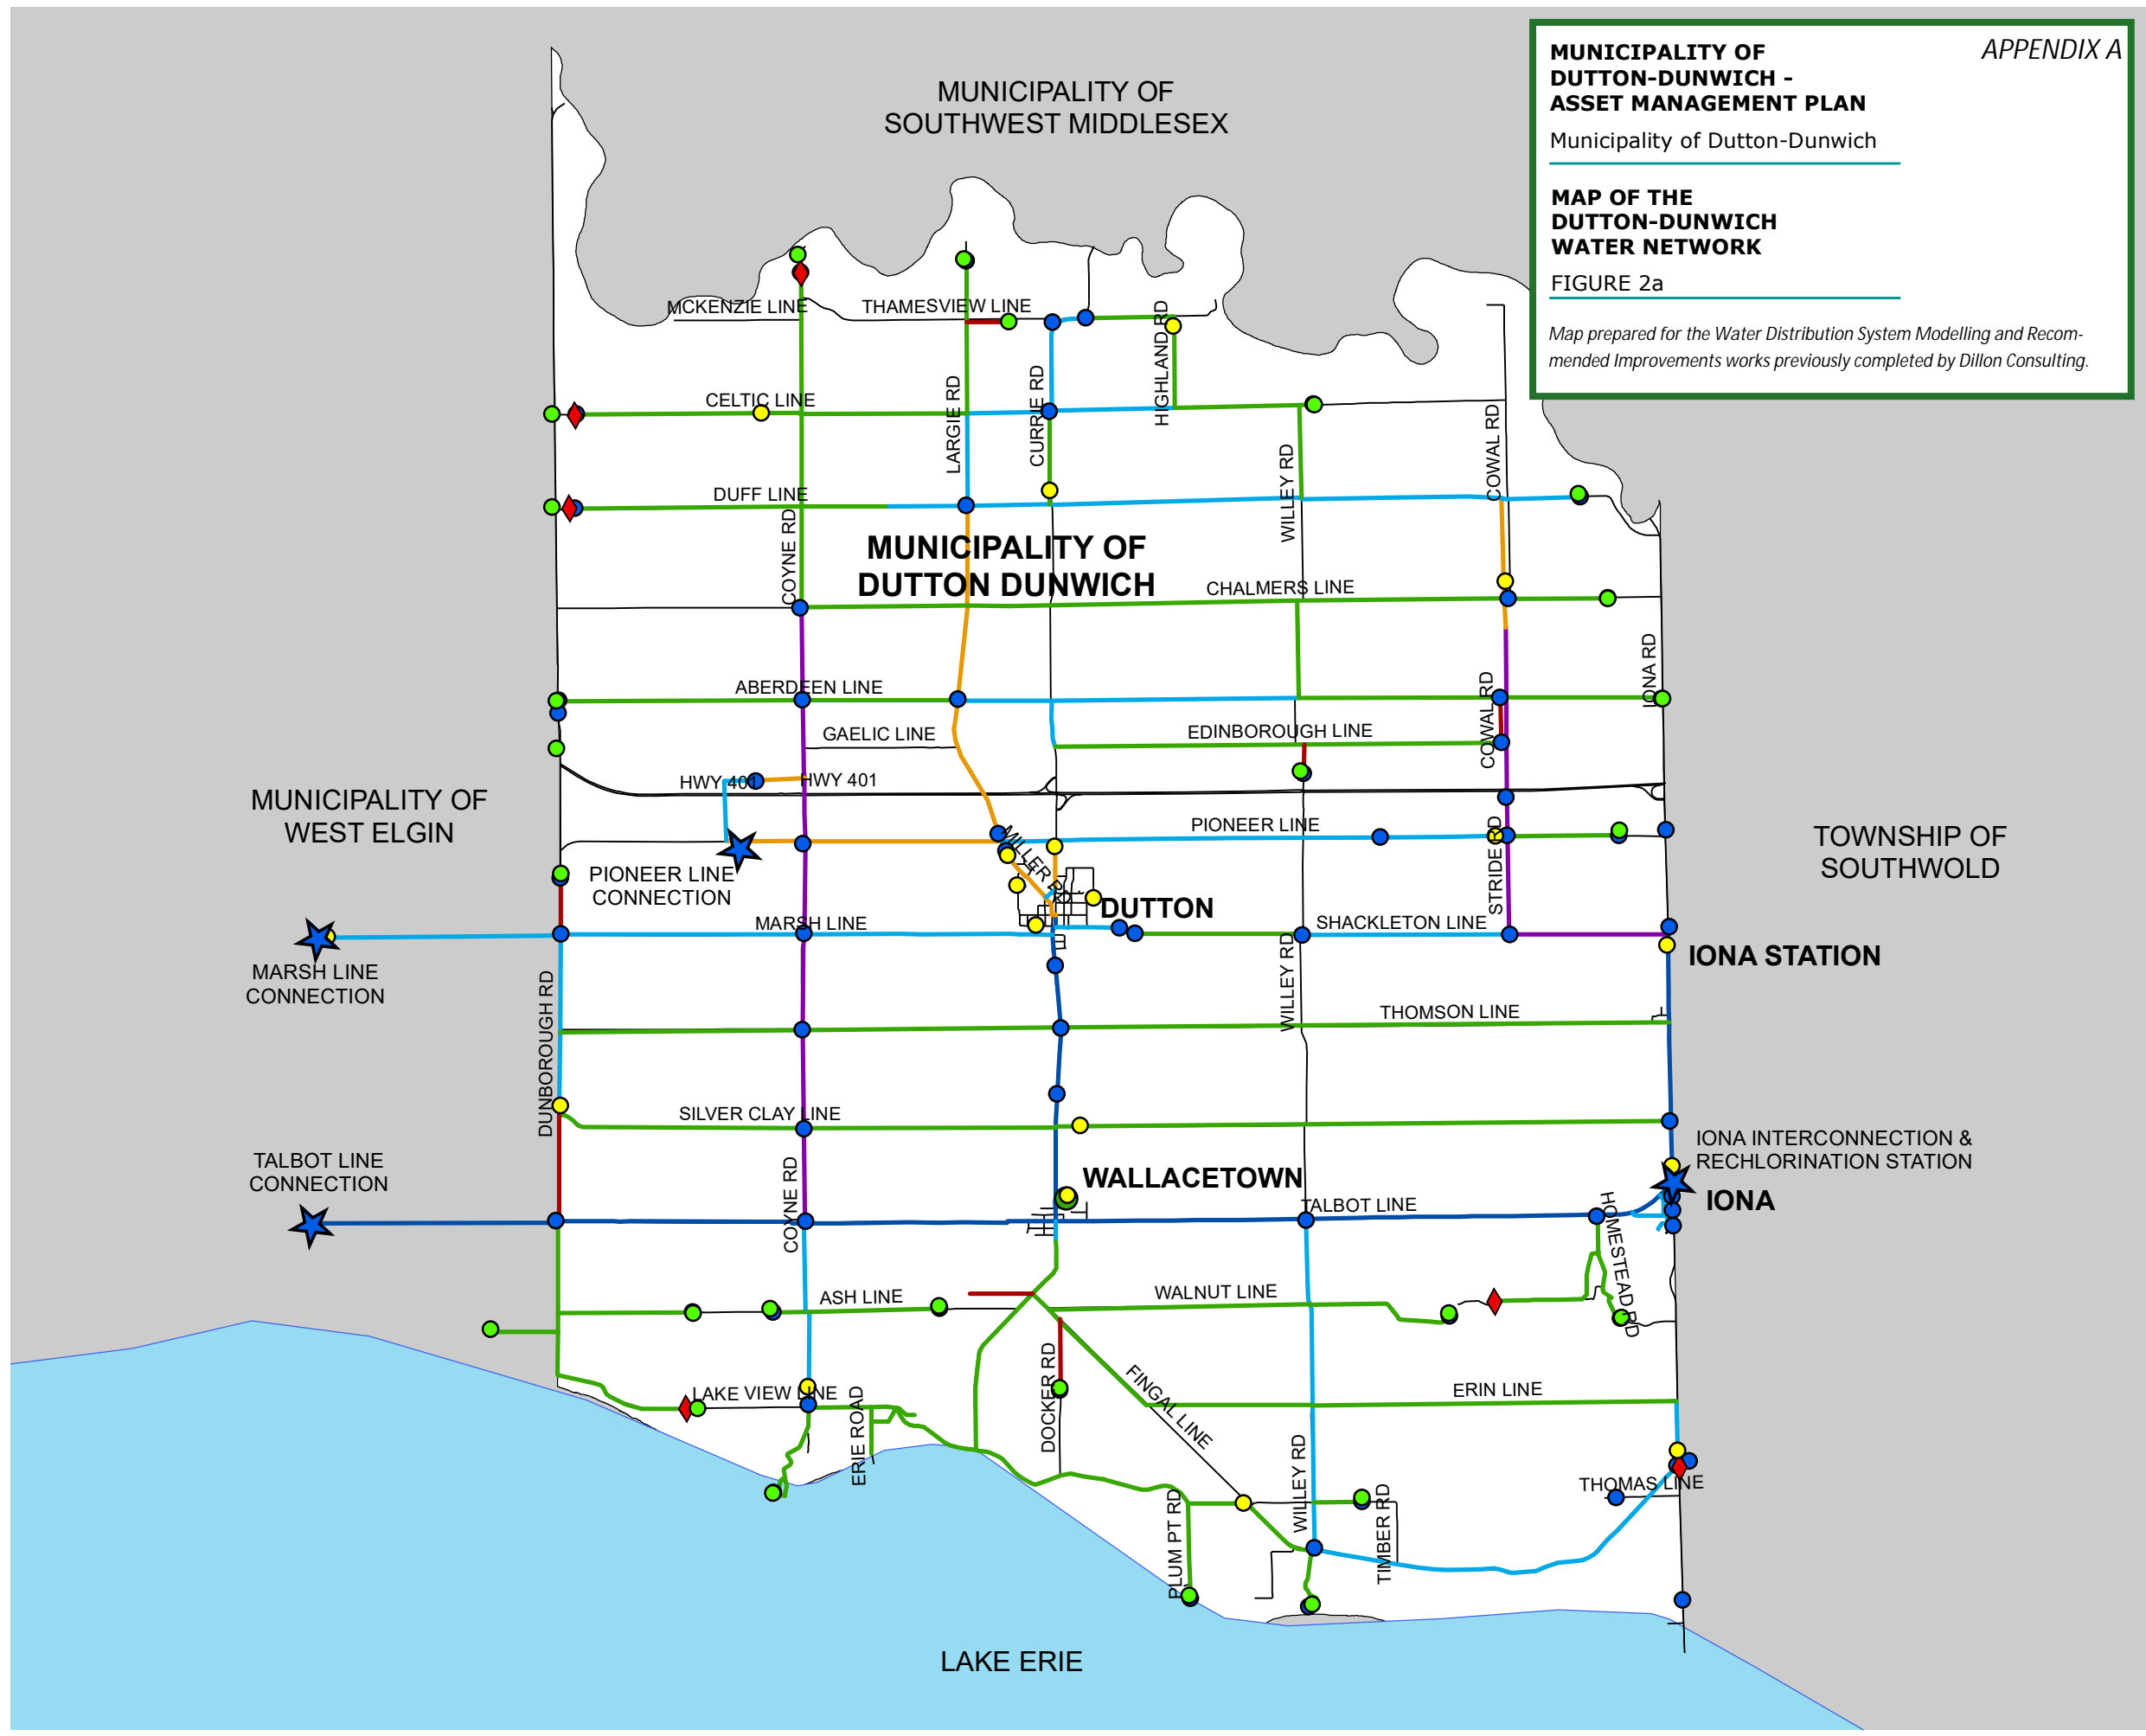 APPENDIX A
MUNICIPALITY OF
DUTTON-DUNWICH -
ASSET MANAGEMENT PLAN
Municipality of Dutton-Dunwich
MAP OF THE
DUTTON-DUNWICH
WATER NETWORK
FIGURE 2a
Map prepared for the Water Distribution System Modelling and Recom-
mended Improvements works previously completed by Dillon Consulting.
MUNICIPALITY OF
SOUTHWEST MIDDLESEX
MCKENZIE LINE
THAMESVIEW LINE
HIGHLAND RD
CELTIC LINE
LARGIE RD
CURRIE RD
COWAL RD
WILLEY RD
DUFF LINE
COYNE RD
MUNICIPALITY OF
DUTTON DUNWICH
CHALMERS LINE
IONA RD
ABERDEEN LINE
COWAL RD
GAELIC LINE
EDINBOROUGH LINE
HWY 401
HWY 401
MUNICIPALITY OF
WEST ELGIN
PIONEER LINE
MILLER RD
STRIDE RD
TOWNSHIP OF
SOUTHWOLD
PIONEER LINE
CONNECTION
DUTTON
MARSH LINE
SHACKLETON LINE
IONA STATION
MARSH LINE
CONNECTION
DUNBOROUGH RD
WILLEY RD
THOMSON LINE
SILVER CLAY LINE
IONA INTERCONNECTION &
RECHLORINATION STATION
TALBOT LINE
CONNECTION
COYNE RD
WALLACETOWN
TALBOT LINE
IONA
HOMESTEAD RD
ASH LINE
WALNUT LINE
LAKE VIEW LINE
ERIE ROAD
DOCKER RD
FINGAL LINE
ERIN LINE
WILLEY RD
THOMAS LINE
PLUM PT RD
TIMBER RD
LAKE ERIE